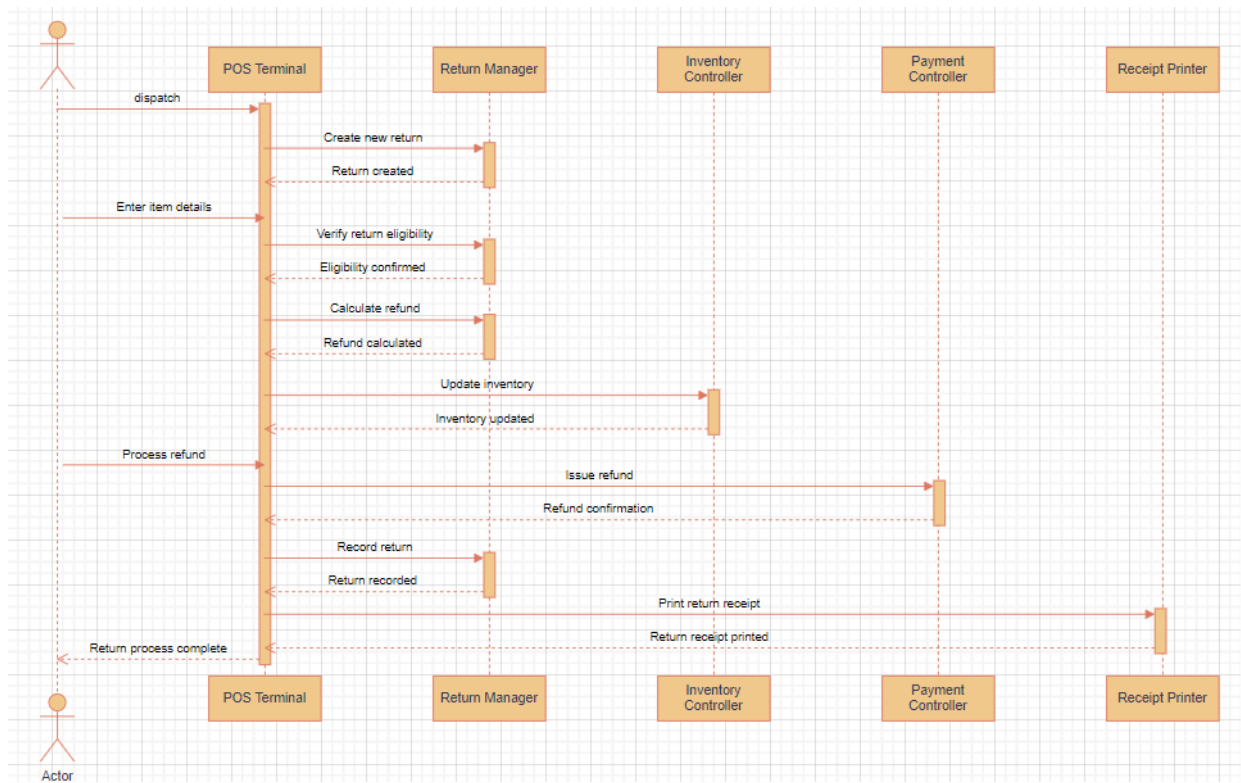 POS Terminal
Return Manager
Inventory
Controller
Payment
Controller
Receipt Printer
dispatch
Create new return
Return created
Enter item details
Verify return eligibility
Eligibility confirmed
Calculate refund
Refund calculated
Update inventory
Inventory updated
Process refund
Issue refund
Refund confirmation
Record return
Return recorded
Print return receipt
Return receipt printed
Return process complete
POS Terminal
Return Manager
Inventory
Controller
Payment
Controller
Receipt Printer
Actor